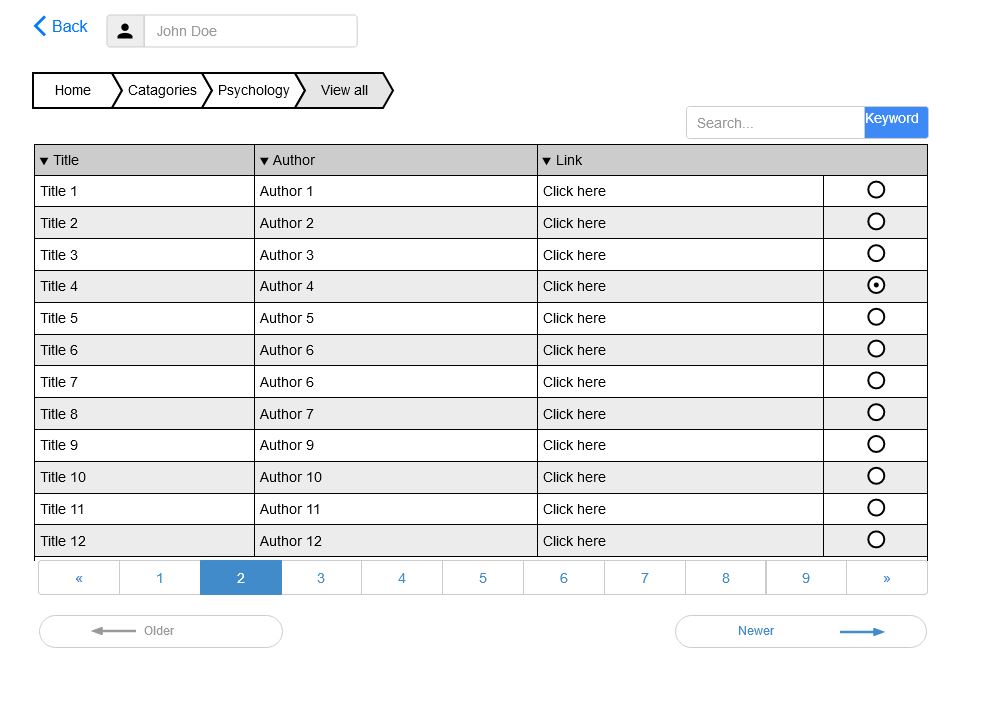 Back John Doe
Home Catagories Psychology View all
Search... Keyword
▼ Title ▼ Author ▼ Link
Title 1 Author 1 Click here
Title 2 Author 2 Click here
Title 3 Author 3 Click here
Title 4 Author 4 Click here
Title 5 Author 5 Click here
Title 6 Author 6 Click here
Title 7 Author 6 Click here
Title 8 Author 7 Click here
Title 9 Author 9 Click here
Title 10 Author 10 Click here
Title 11 Author 11 Click here
Title 12 Author 12 Click here
« 1 2 3 4 5 6 7 8 9 »
Older Newer